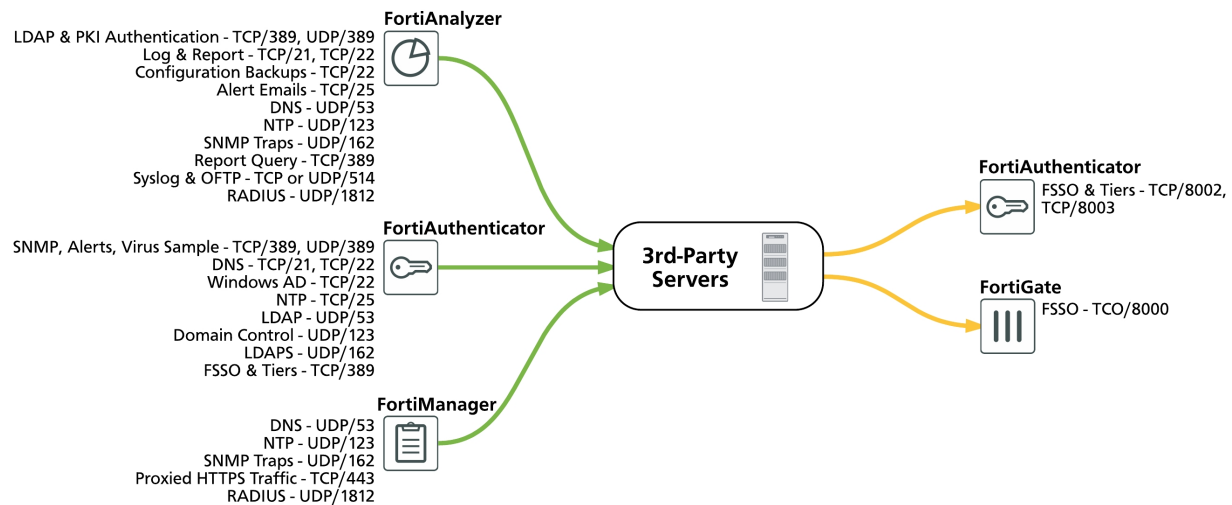 FortiAnalyzer
LDAP & PKI Authentication - TCP/389, UDP/389
Log & Report - TCP/21, TCP/22
Configuration Backups - TCP/22
Alert Emails - TCP/25
DNS - UDP/53
NTP - UDP/123
SNMP Traps - UDP/162
Report Query - TCP/389
Syslog & OFTP - TCP or UDP/514
RADIUS - UDP/1812
FortiAuthenticator
SNMP, Alerts, Virus Sample - TCP/389, UDP/389
DNS - TCP/21, TCP/22
Windows AD - TCP/22
NTP - TCP/25
LDAP - UDP/53
Domain Control - UDP/123
LDAPS - UDP/162
FSSO & Tiers - TCP/389
FortiManager
DNS - UDP/53
NTP - UDP/123
SNMP Traps - UDP/162
Proxied HTTPS Traffic - TCP/443
RADIUS - UDP/1812
3rd-Party
Servers
FortiAuthenticator
FSSO & Tiers - TCP/8002,
TCP/8003
FortiGate
FSSO - TCO/8000